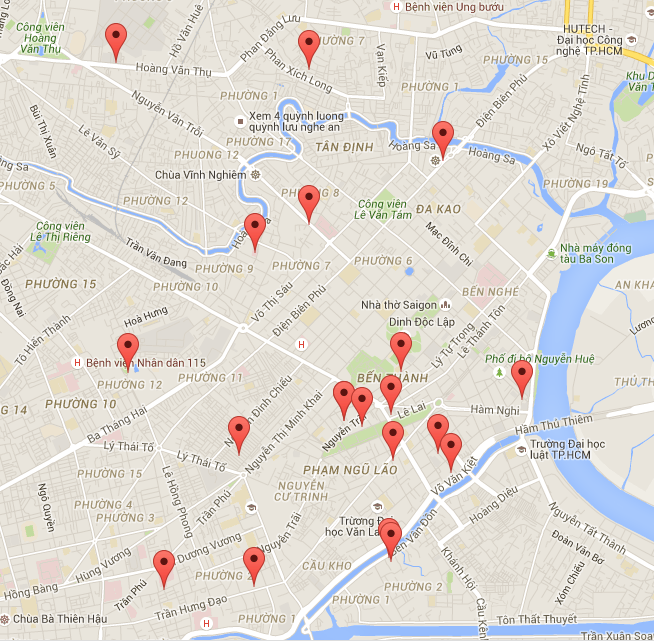 Bệnh viện Ung bướu
Công viên
Hoàng
Văn Thụ
Hồ Văn Huê
Phan Đăng Lưu
PHƯỜNG 7
Vạn Kiếp
Vũ Tùng
PHƯỜNG 15
HUTECH -
Đại học Công
nghệ TP.HCM
Hoàng Văn Thụ
Phan Xích Long
PHƯỜNG 1
Điện Biên Phủ
Xô Viết Nghệ Tĩnh
Khu D
Văn T
Bùi Thị Xuân
Nguyễn Văn Trỗi
PHƯỜNG 1
Xem 4 quỳnh luong
quỳnh lưu nghe an
Lê Văn Sỹ
PHUONG 12
PHƯỜNG 17
TÂN ĐỊNH
Hoàng Sa
Hoàng Sa
Ngô Tất Tố
Chùa Vĩnh Nghiêm
PHƯỜNG 5
PHƯỜNG 12
PHƯỜNG 8
Công viên
Lê Văn Tám
ĐA KAO
PHƯỜNG 19
Công viên
Lê Thị Riêng
Trần Văn Đang
Mạc Đĩnh Chi
Nhà máy đóng
tàu Ba Son
PHƯỜNG 9
PHƯỜNG 7
PHƯỜNG 6
PHƯỜNG 15
PHƯỜNG 10
Đồng Nai
Võ Thị Sáu
Điện Biên Phủ
BẾN NGHÉ
AN KHA
Nhà thờ Saigon
Dinh Độc Lập
Hoà Hưng
Tô Hiến Thành
Lý Tự Trọng
Lê Thánh Tôn
Phố đi bộ Nguyễn Huệ
Bệnh viện Nhân dân 115
PHƯỜNG 11
BẾN THÀNH
THỦ T
PHƯỜNG 10
Ba Tháng Hai
Nguyễn Đình Chiểu
Nguyễn Thị Minh Khai
Lê Lai
Hàm Nghi
Hầm Thủ Thiêm
Lý Thái Tổ
Lý Thái Tổ
PHẠM NGŨ LÃO
Trường Đại học
luật TP.HCM
PHƯỜNG 15
PHƯỜNG 4
PHƯỜNG 3
Ngô Quyền
Lê Hồng Phong
Trần Phú
NGUYỄN
CƯ TRINH
Võ Văn Kiệt
Hoàng Diệu
Nguyễn Tất Thành
Nguyễn Trãi
Đoàn Văn Bơ
Xóm Chiếu
Hùng Vương
Dương Vương
Hồng Bàng
Trần Phú
CẦU KHO
Khánh Hội
PHƯỜNG 2
Trần Hưng Đạo
PHƯỜNG 1
PHƯỜNG 1
Chùa Bà Thiên Hậu
Tôn Thất Thuyết
Trần Xuân Soạ